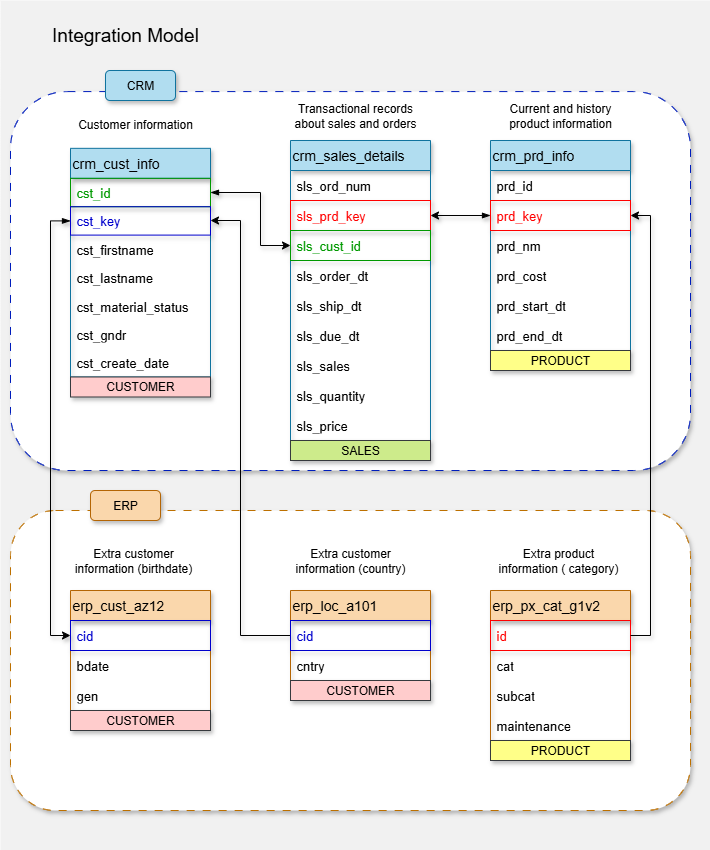 Integration Model
CRM
Customer information
Transactional records
about sales and orders
Current and history
product information
crm_cust_info
cst_id
cst_key
cst_firstname
cst_lastname
cst_material_status
cst_gndr
cst_create_date
CUSTOMER
crm_sales_details
sls_ord_num
sls_prd_key
sls_cust_id
sls_order_dt
sls_ship_dt
sls_due_dt
sls_sales
sls_quantity
sls_price
SALES
crm_prd_info
prd_id
prd_key
prd_nm
prd_cost
prd_start_dt
prd_end_dt
PRODUCT
ERP
Extra customer
information (birthdate)
Extra customer
information (country)
Extra product
information ( category)
erp_cust_az12
cid
bdate
gen
CUSTOMER
erp_loc_a101
cid
cntry
CUSTOMER
erp_px_cat_g1v2
id
cat
subcat
maintenance
PRODUCT